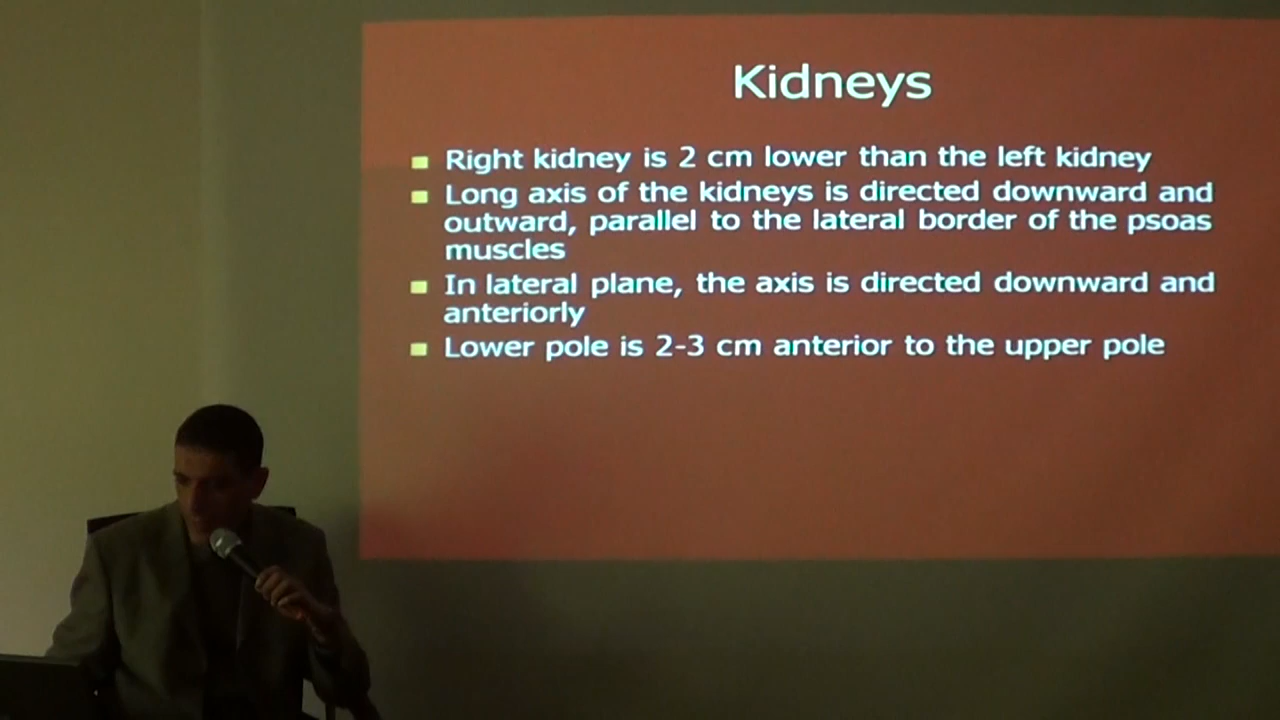 Kidneys
Right kidney is 2 cm lower than the left kidney
Long axis of the kidneys is directed downward and
outward, parallel to the lateral border of the psoas
muscles
In lateral plane, the axis is directed downward and
anteriorly
Lower pole is 2-3 cm anterior to the upper pole